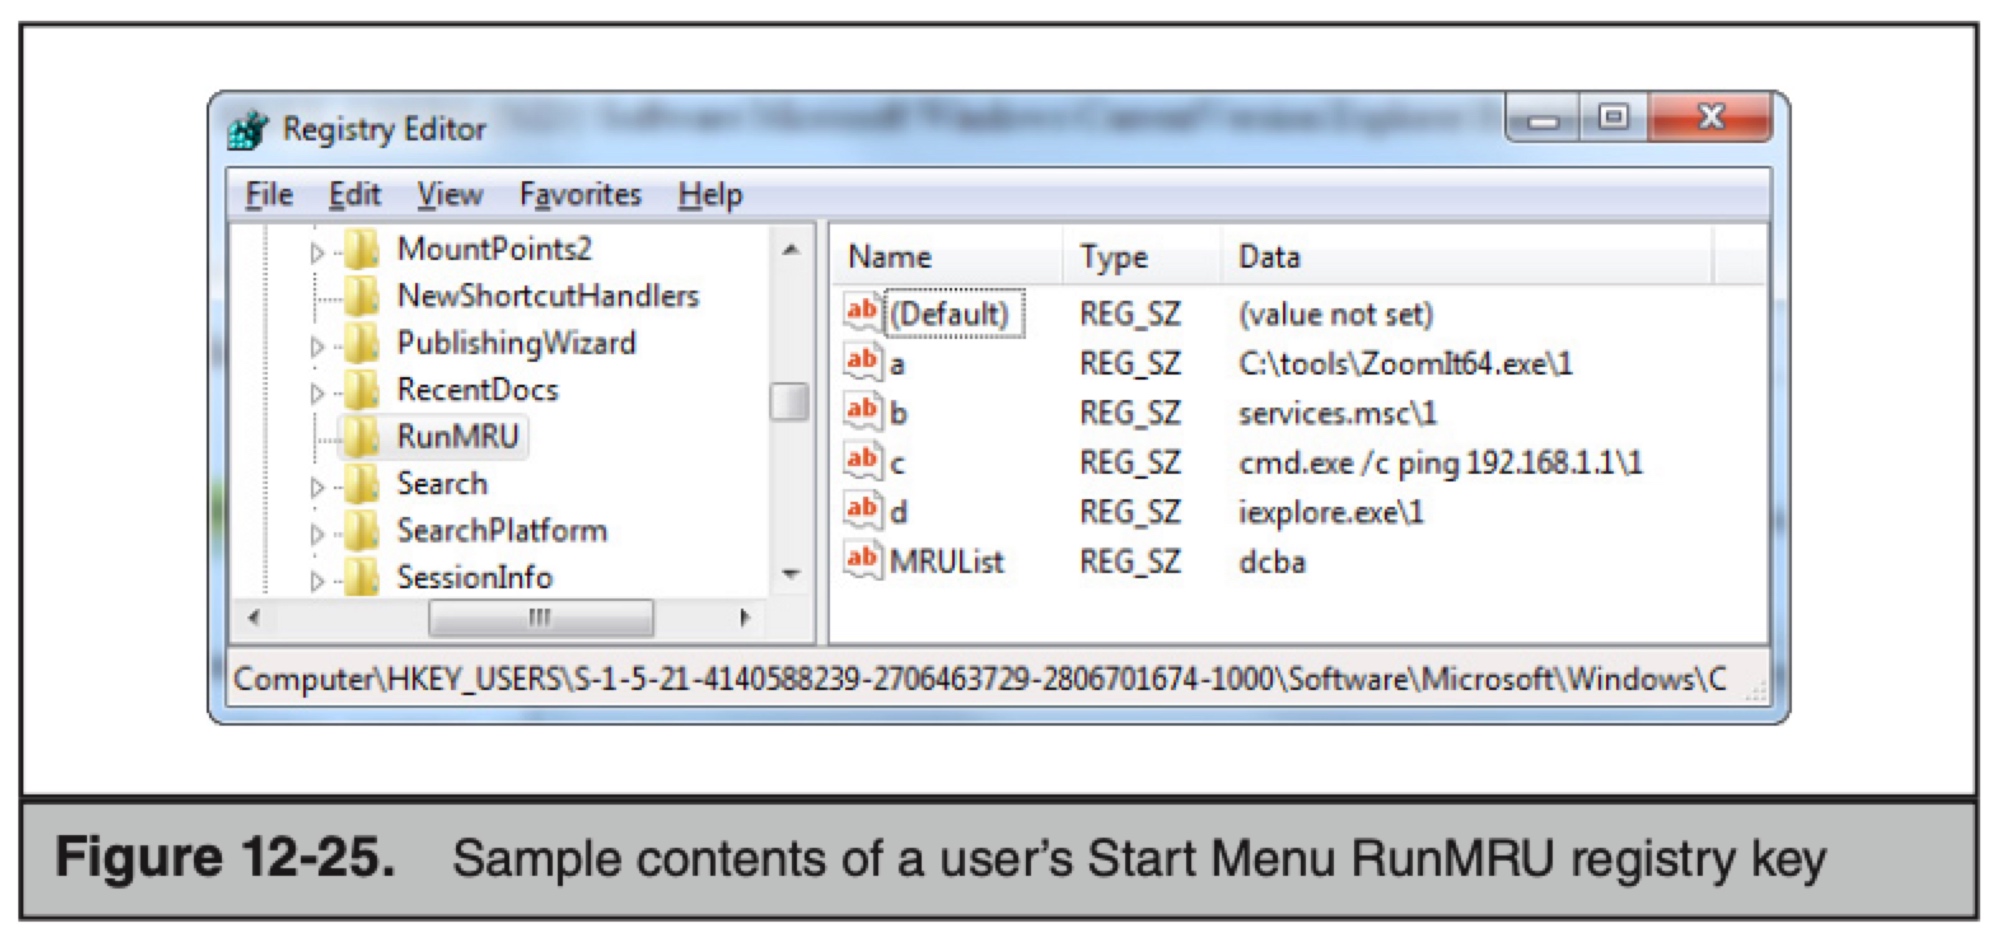 Registry Editor
File Edit View Favorites Help
MountPoints2
NewShortcutHandlers
PublishingWizard
RecentDocs
RunMRU
Search
SearchPlatform
SessionInfo
Name Type Data
(Default) REG_SZ (value not set)
a REG_SZ C:\tools\ZoomIt64.exe\1
b REG_SZ services.msc\1
c REG_SZ cmd.exe /c ping 192.168.1.1\1
d REG_SZ iexplore.exe\1
MRUList REG_SZ dcba
Computer\HKEY_USERS\S-1-5-21-4140588239-2706463729-2806701674-1000\Software\Microsoft\Windows\C
Figure 12-25. Sample contents of a user's Start Menu RunMRU registry key